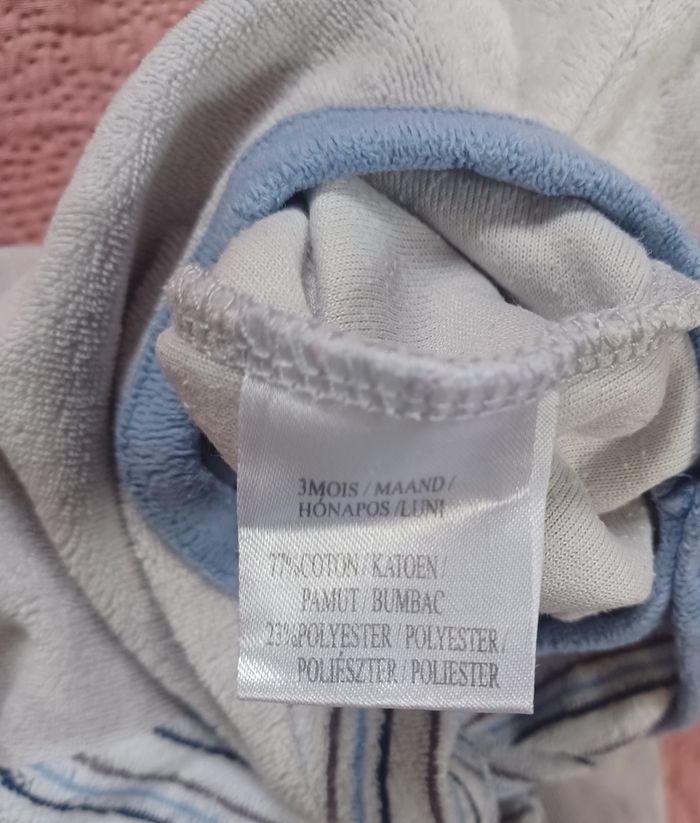 3MOIS / MAAND /
HÓNAPOS /LUNI
77%COTON / KATOEN /
PAMUT / BUMBAC
23%POLYESTER / POLYESTER /
POLIÉSZTER / POLIESTER